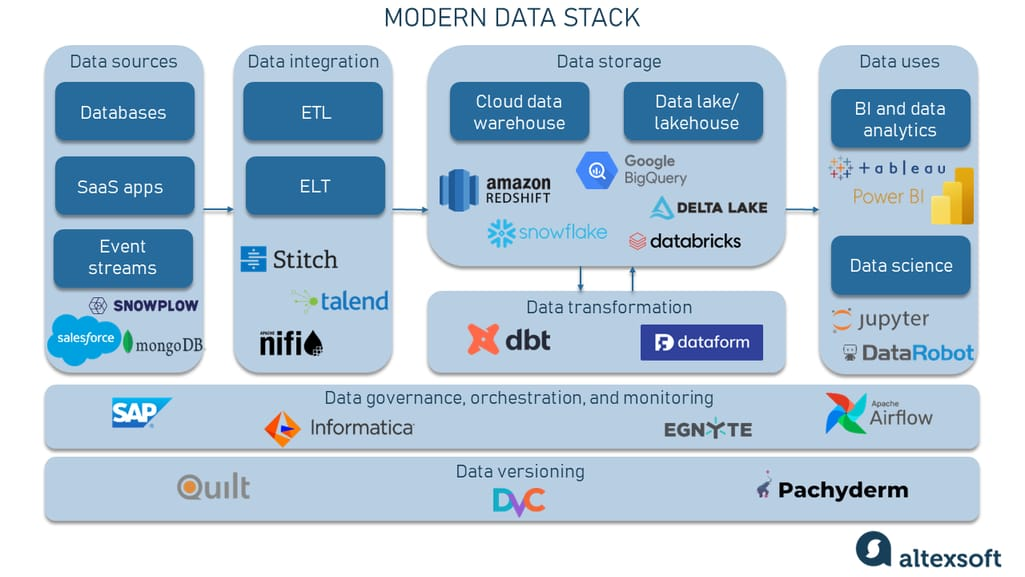 MODERN DATA STACK
Data sources
Databases
SaaS apps
Event
streams
SNOWPLOW
salesforce
mongoDB
Data integration
ETL
ELT
Stitch
talend
APACHE
nifi
Data storage
Cloud data
warehouse
Data lake/
lakehouse
amazon
REDSHIFT
Google
BigQuery
DELTA LAKE
snowflake
databricks
Data transformation
dbt
dataform
Data uses
BI and data
analytics
+ableau
Power BI
Data science
jupyter
DataRobot
Data governance, orchestration, and monitoring
SAP
Informatica
EGNYTE
Apache
Airflow
Data versioning
Quilt
DVC
Pachyderm
altexsoft